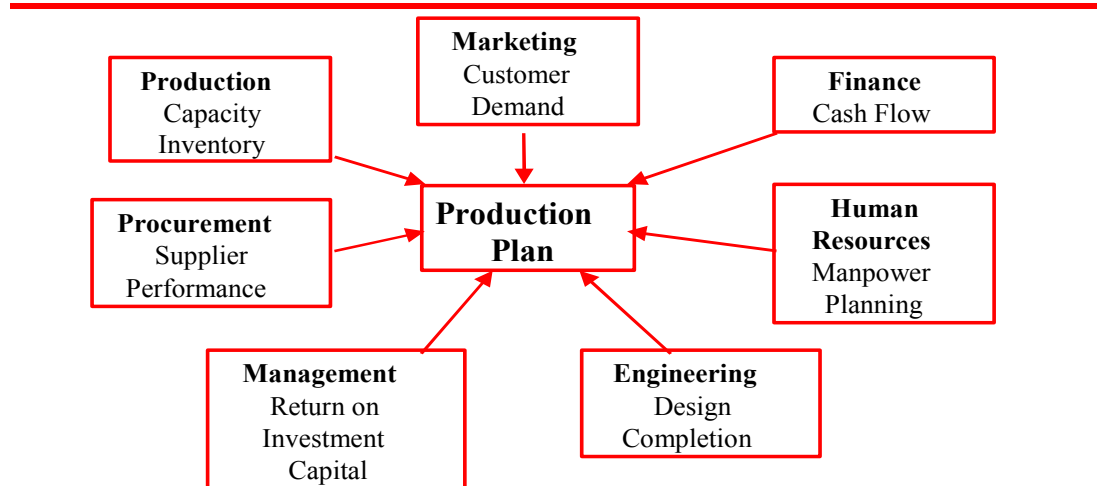 Marketing
Customer
Demand
Production
Capacity
Inventory
Finance
Cash Flow
Procurement
Supplier
Performance
Production
Plan
Human
Resources
Manpower
Planning
Management
Return on
Investment
Capital
Engineering
Design
Completion